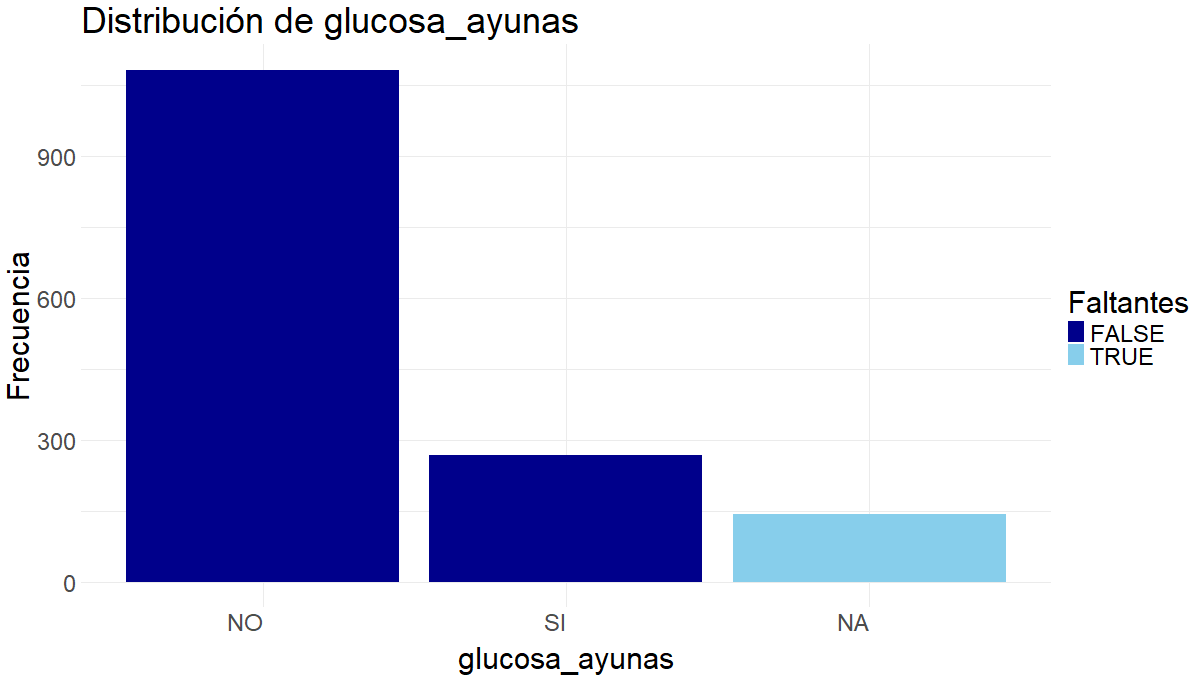 Distribución de glucosa_ayunas
Frecuencia
900
600
300
0
NO
SI
NA
glucosa_ayunas
Faltantes
FALSE
TRUE